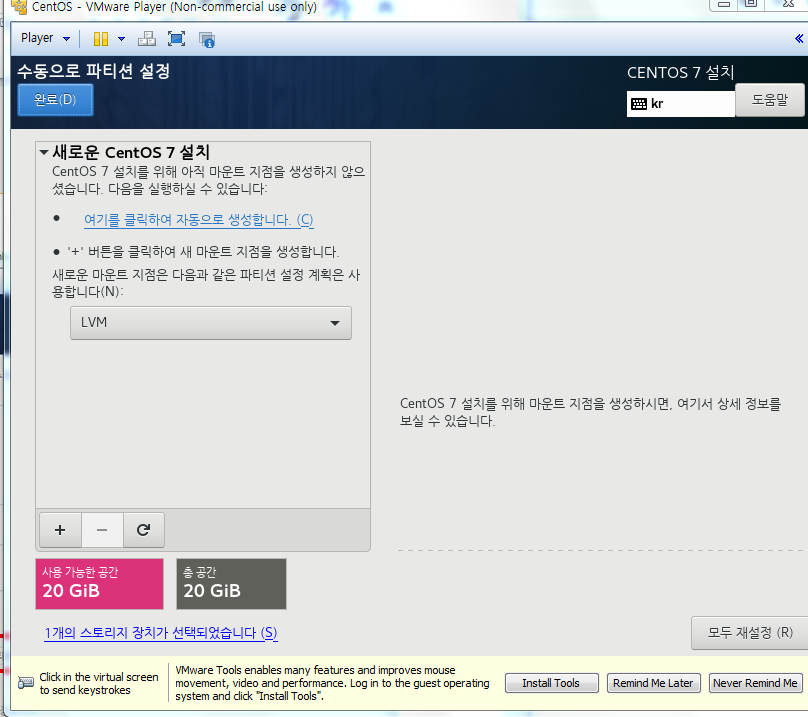 CentOS - VMware Player (Non-commercial use only)
Player
수동으로 파티션 설정
CENTOS 7 설치
완료(D)
kr
도움말
새로운 CentOS 7 설치
CentOS 7 설치를 위해 아직 마운트 지점을 생성하지 않으
셨습니다. 다음을 실행하실 수 있습니다:
• 여기를 클릭하여 자동으로 생성합니다. (C)
• '+' 버튼을 클릭하여 새 마운트 지점을 생성합니다.
새로운 마운트 지점은 다음과 같은 파티션 설정 계획은 사
용합니다(N):
LVM
CentOS 7 설치를 위해 마운트 지점을 생성하시면, 여기서 상세 정보를
보실 수 있습니다.
+ −
사용 가능한 공간
20 GiB
총 공간
20 GiB
1개의 스토리지 장치가 선택되었습니다 (S)
모두 재설정 (R)
Click in the virtual screen
to send keystrokes
VMware Tools enables many features and improves mouse
movement, video and performance. Log in to the guest operating
system and click "Install Tools".
Install Tools
Remind Me Later
Never Remind Me